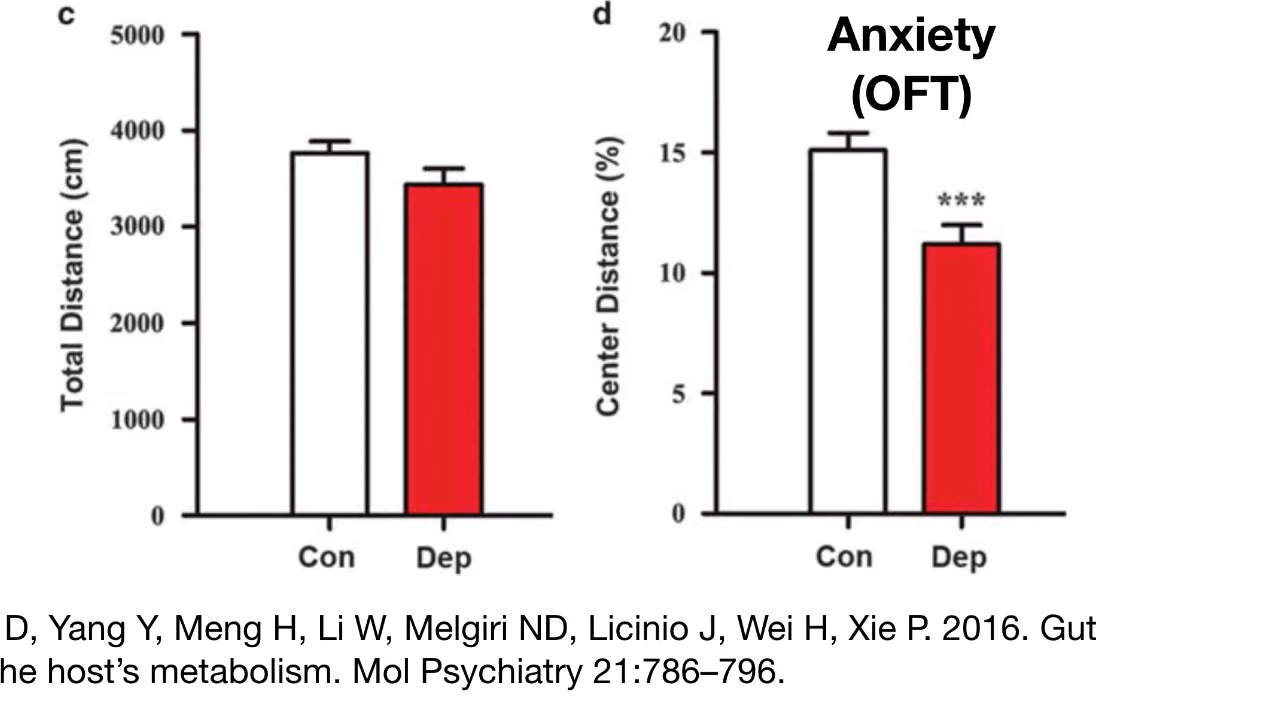 c
5000
4000
3000
2000
1000
0
Total Distance (cm)
Con Dep
d
Anxiety
(OFT)
20
15
10
5
0
Center Distance (%)
***
Con Dep
D, Yang Y, Meng H, Li W, Melgiri ND, Licinio J, Wei H, Xie P. 2016. Gut
he host’s metabolism. Mol Psychiatry 21:786–796.